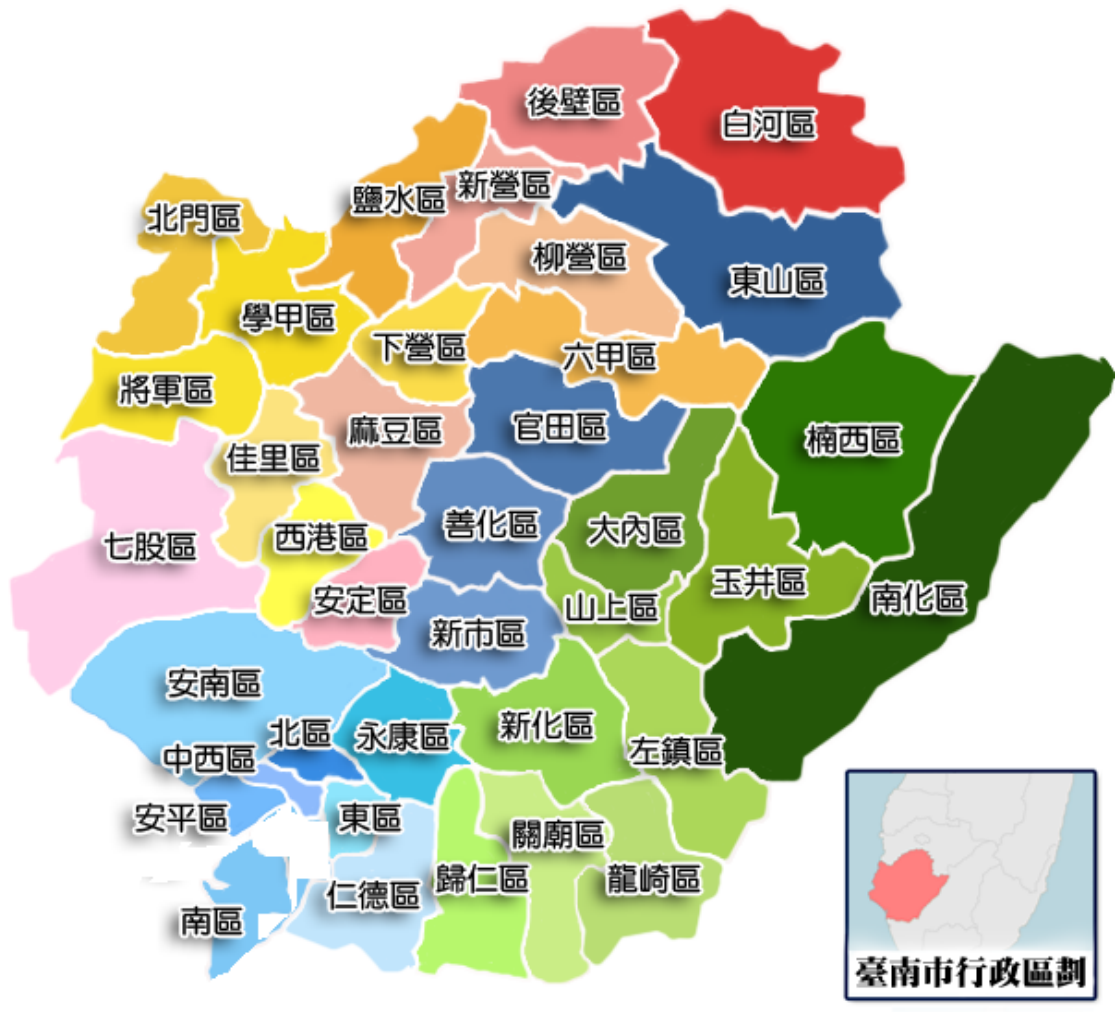 後壁區
白河區
新營區
鹽水區
北門區
柳營區
東山區
學甲區
下營區
六甲區
將軍區
官田區
麻豆區
楠西區
佳里區
善化區
大內區
西港區
七股區
玉井區
安定區
山上區
南化區
新市區
安南區
新化區
北區
永康區
左鎮區
中西區
安平區
東區
關廟區
歸仁區
龍崎區
仁德區
南區
臺南市行政區劃